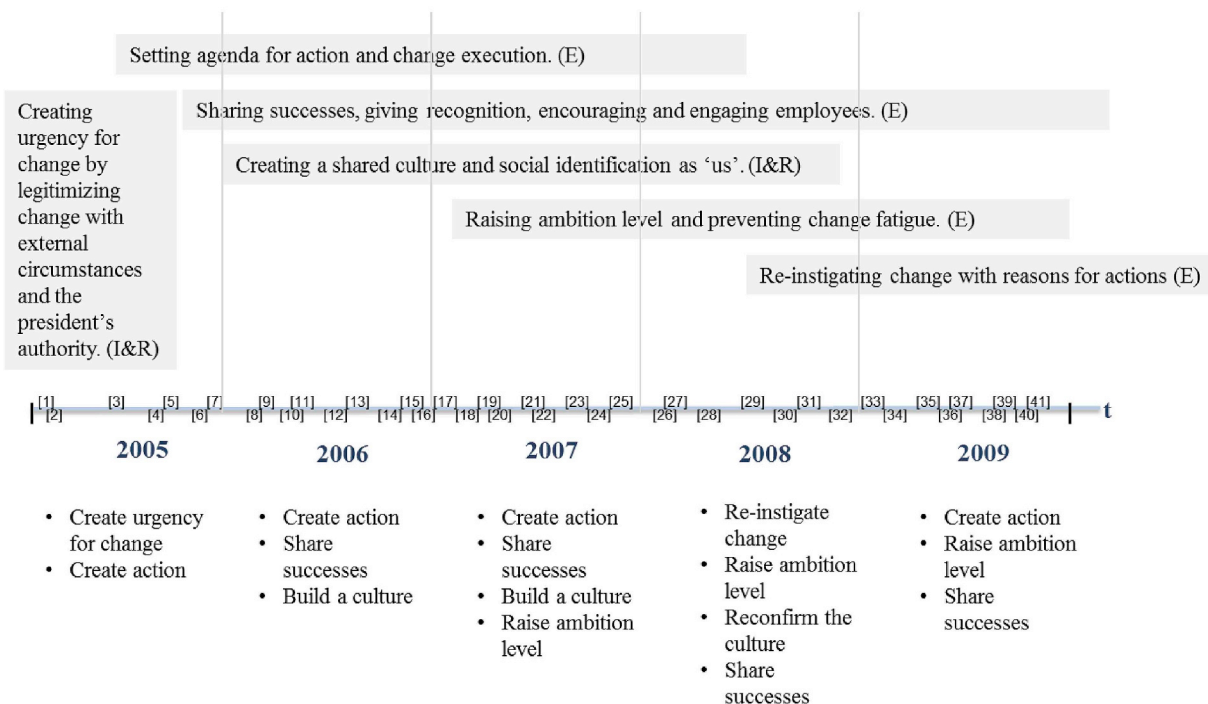 Setting agenda for action and change execution. (E)
Creating
urgency for
change by
legitimizing
change with
external
circumstances
and the
president’s
authority. (I&R)
Sharing successes, giving recognition, encouraging and engaging employees. (E)
Creating a shared culture and social identification as ‘us’. (I&R)
Raising ambition level and preventing change fatigue. (E)
Re-instigating change with reasons for actions (E)
[1] [3] [5] [7] [9] [11] [13] [15] [17] [19] [21] [23] [25] [27] [29] [31] [33] [35] [37] [39] [41]
[2] [4] [6] [8] [10] [12] [14] [16] [18] [20] [22] [24] [26] [28] [30] [32] [34] [36] [38] [40]
t
2005 2006 2007 2008 2009
• Create urgency
for change
• Create action
• Create action
• Share
successes
• Build a culture
• Create action
• Share
successes
• Build a culture
• Raise ambition
level
• Re-instigate
change
• Raise ambition
level
• Reconfirm the
culture
• Share
successes
• Create action
• Raise ambition
level
• Share
successes